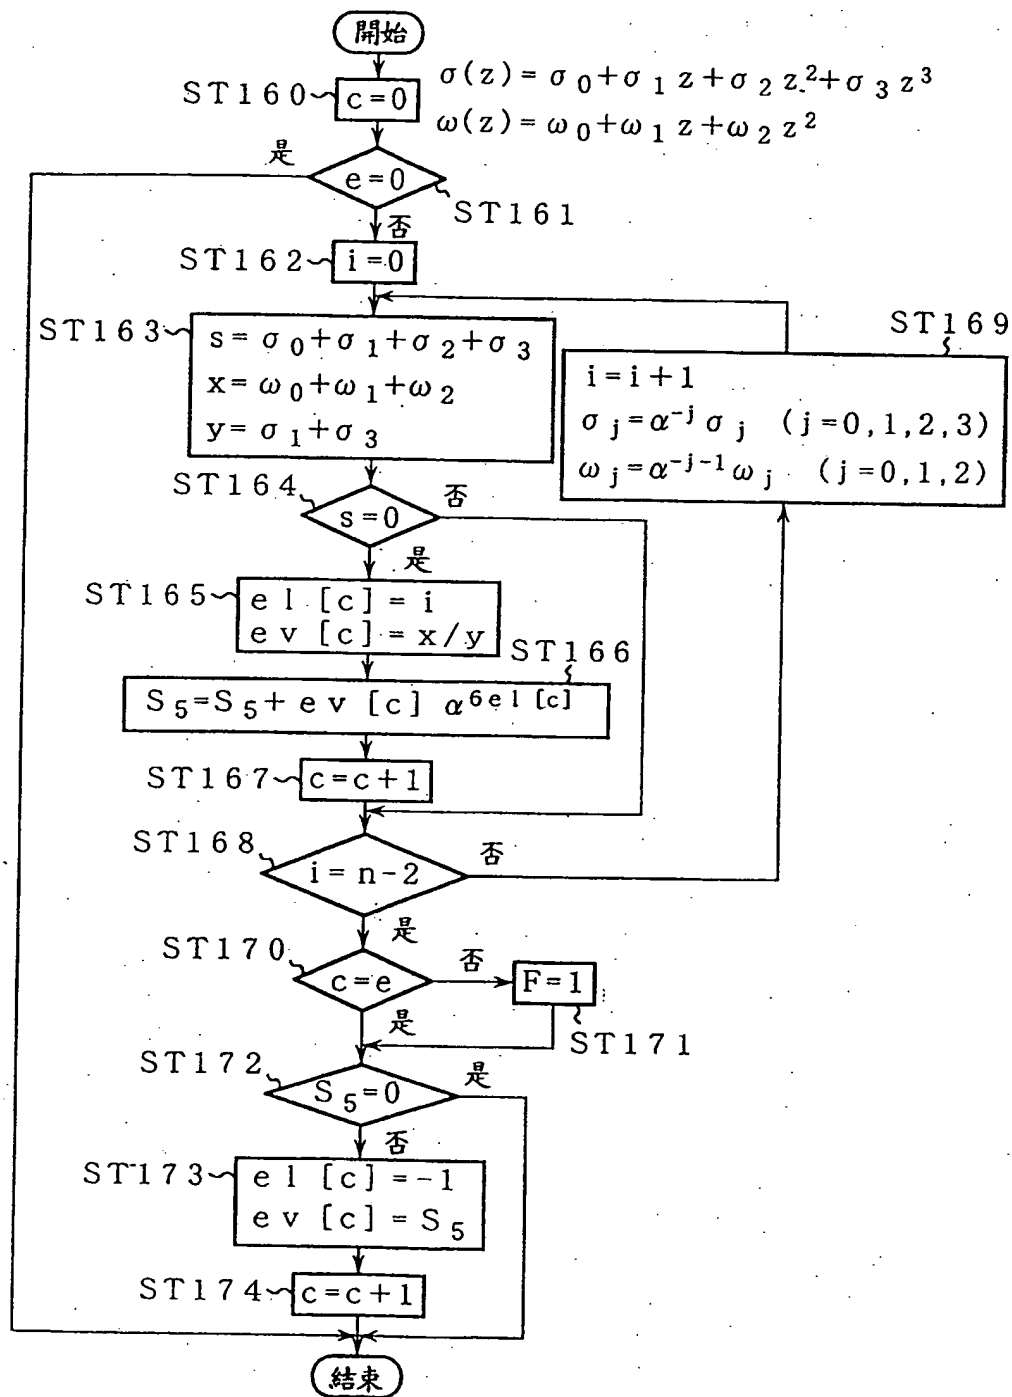 開始
ST160
c=0
σ(z)=σ₀+σ₁z+σ₂z²+σ₃z³
ω(z)=ω₀+ω₁z+ω₂z²
是
e=0
ST161
否
ST162
i=0
ST163
s=σ₀+σ₁+σ₂+σ₃
x=ω₀+ω₁+ω₂
y=σ₁+σ₃
ST169
i=i+1
σⱼ=α⁻ʲσⱼ (j=0,1,2,3)
ωⱼ=α⁻ʲ⁻¹ωⱼ (j=0,1,2)
ST164
s=0
否
是
ST165
el[c]=i
ev[c]=x/y
ST166
S₅=S₅+ev[c] α^{6el[c]}
ST167
c=c+1
ST168
i=n-2
否
是
ST170
c=e
否
F=1
是
ST171
ST172
S₅=0
是
否
ST173
el[c]=-1
ev[c]=S₅
ST174
c=c+1
結束